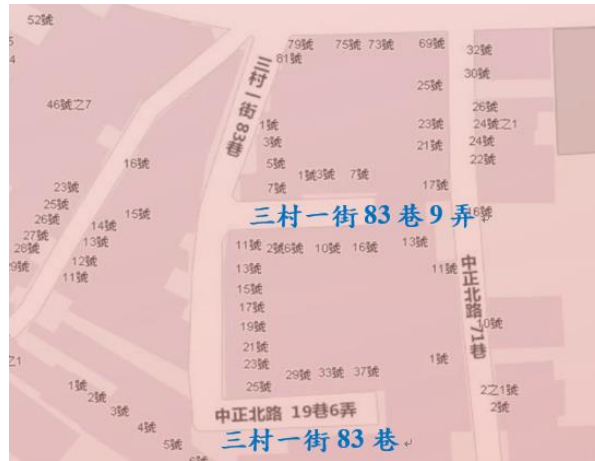 52號
79號 75號 73號 69號 32號
81號
30號
25號
46號之7
26號
1號 23號 24號之1
3號 21號 24號
16號 5號 22號
1號3號 7號
23號 7號 17號
25號
26號 15號
三村一街 83 巷
三村一街 83 巷 9 弄
27號 14號
28號 13號
29號 12號
11號
11號 2號6號 10號 16號 13號
13號 11號
15號
17號
19號
21號
23號
25號
29號 33號 37號
中正北路 71巷
10號
1號
2之1號
2號
之1
1號
2號
3號
4號
5號
中正北路 19巷6弄
三村一街 83 巷